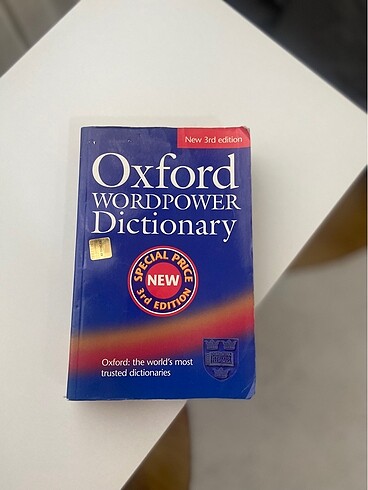 New 3rd edition
Oxford
WORDPOWER
Dictionary
SPECIAL PRICE
NEW
3rd EDITION
Oxford: the world's most
trusted dictionaries